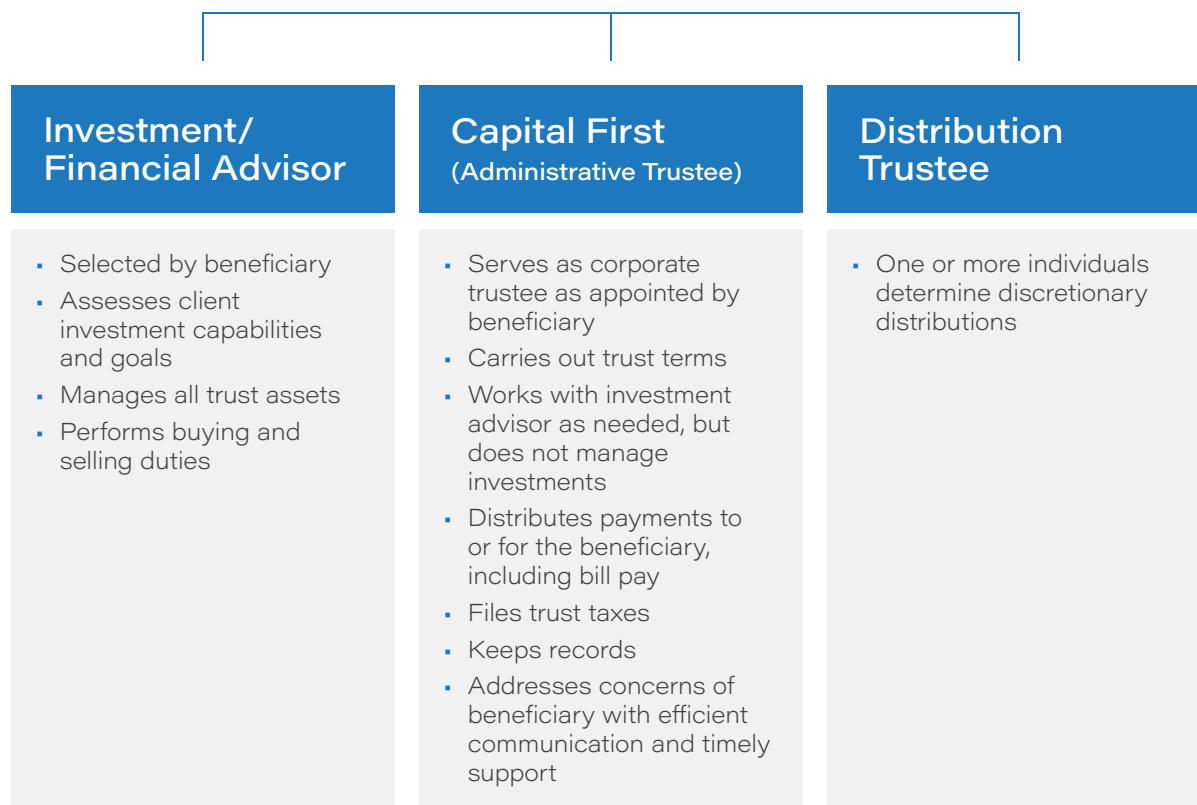 Investment/
Financial Advisor
▪ Selected by beneficiary
▪ Assesses client
investment capabilities
and goals
▪ Manages all trust assets
▪ Performs buying and
selling duties
Capital First
(Administrative Trustee)
▪ Serves as corporate
trustee as appointed by
beneficiary
▪ Carries out trust terms
▪ Works with investment
advisor as needed, but
does not manage
investments
▪ Distributes payments to
or for the beneficiary,
including bill pay
▪ Files trust taxes
▪ Keeps records
▪ Addresses concerns of
beneficiary with efficient
communication and timely
support
Distribution
Trustee
▪ One or more individuals
determine discretionary
distributions